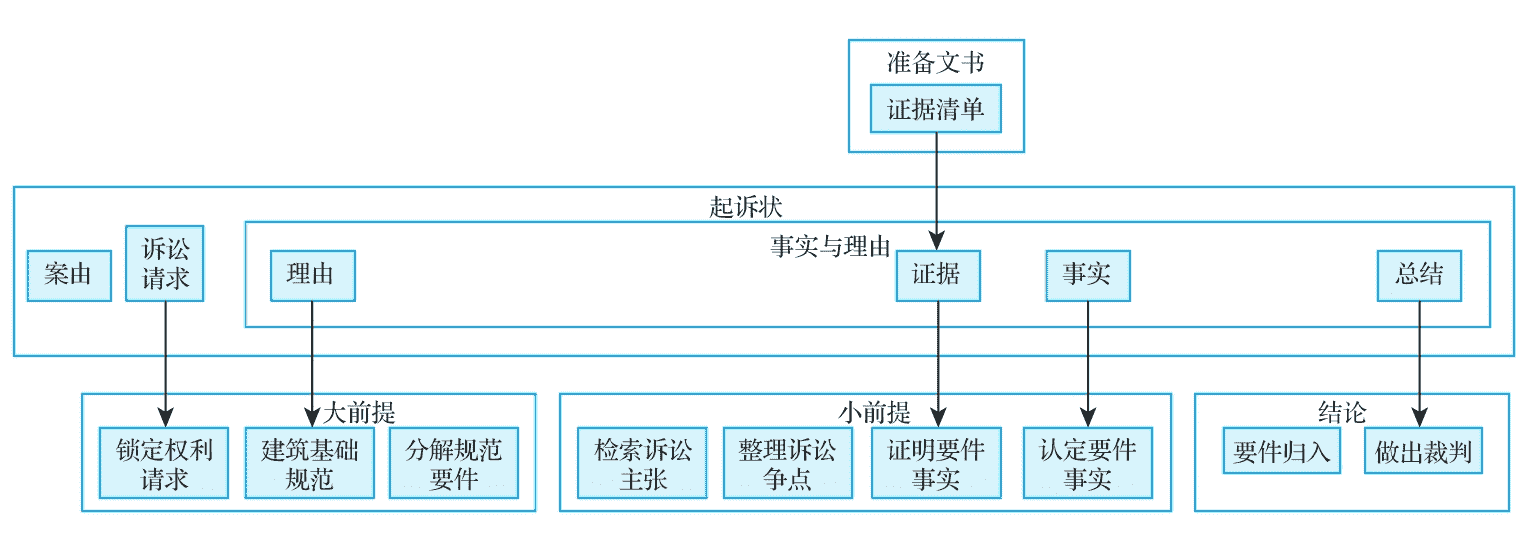 准备文书
证据清单
起诉状
案由
诉讼
请求
事实与理由
理由
证据
事实
总结
大前提
锁定权利
请求
建筑基础
规范
分解规范
要件
小前提
检索诉讼
主张
整理诉讼
争点
证明要件
事实
认定要件
事实
结论
要件归入
做出裁判